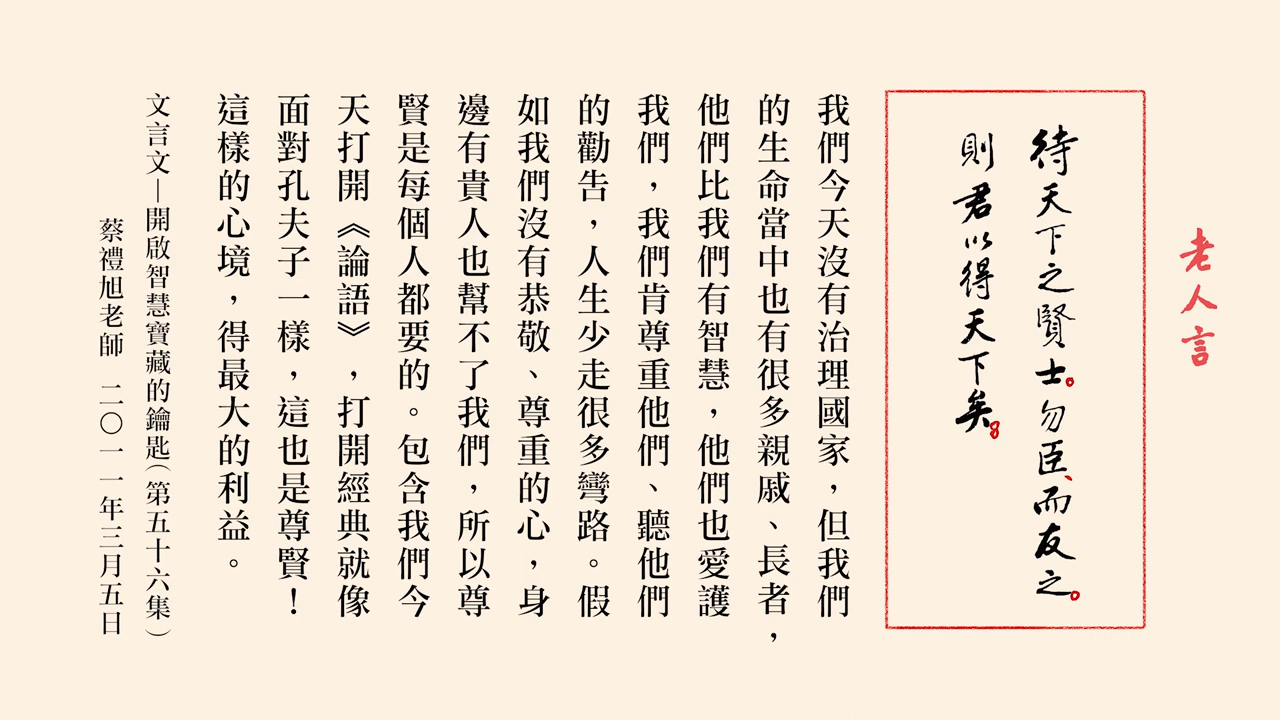 老人言
待天下之賢士。勿臣、而友之。
則君以得天下矣。
我們今天沒有治理國家，但我們
的生命當中也有很多親戚、長者，
他們比我們有智慧，他們也愛護
我們，我們肯尊重他們、聽他們
的勸告，人生少走很多彎路。假
如我們沒有恭敬、尊重的心，身
邊有貴人也幫不了我們，所以尊
賢是每個人都要的。包含我們今
天打開《論語》，打開經典就像
面對孔夫子一樣，這也是尊賢！
這樣的心境，得最大的利益。
文言文—開啟智慧寶藏的鑰匙（第五十六集）
蔡禮旭老師 二〇一一年三月五日